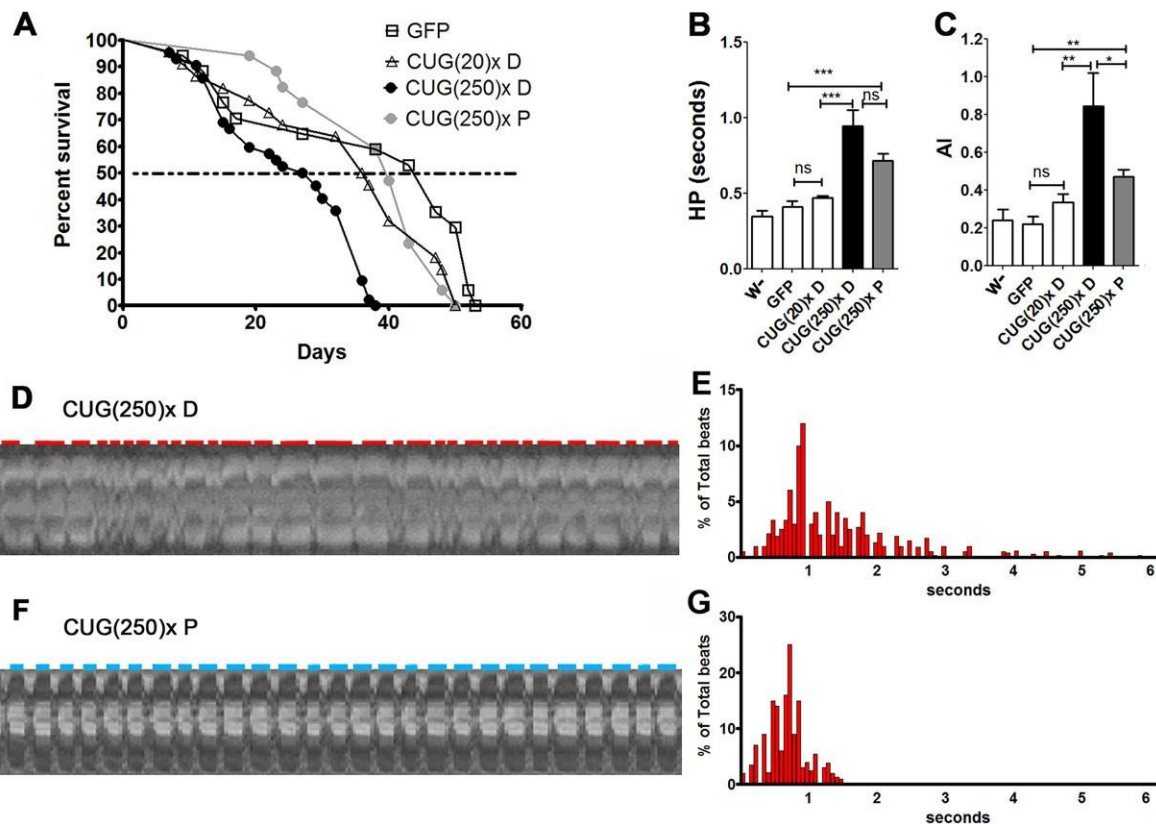 A
Percent survival
100
90
80
70
60
50
40
30
20
10
0
0 20 40 60
Days
GFP
CUG(20)x D
CUG(250)x D
CUG(250)x P
B
HP (seconds)
1.5
1.0
0.5
0.0
***
*** ns
ns
W- GFP CUG(20)x D CUG(250)x D CUG(250)x P
C
AI
1.2
1.0
0.8
0.6
0.4
0.2
0.0
**
** *
ns
W- GFP CUG(20)x D CUG(250)x D CUG(250)x P
D
CUG(250)x D
E
% of Total beats
15
10
5
0
1 2 3 4 5 6
seconds
F
CUG(250)x P
G
% of Total beats
30
20
10
0
1 2 3 4 5 6
seconds